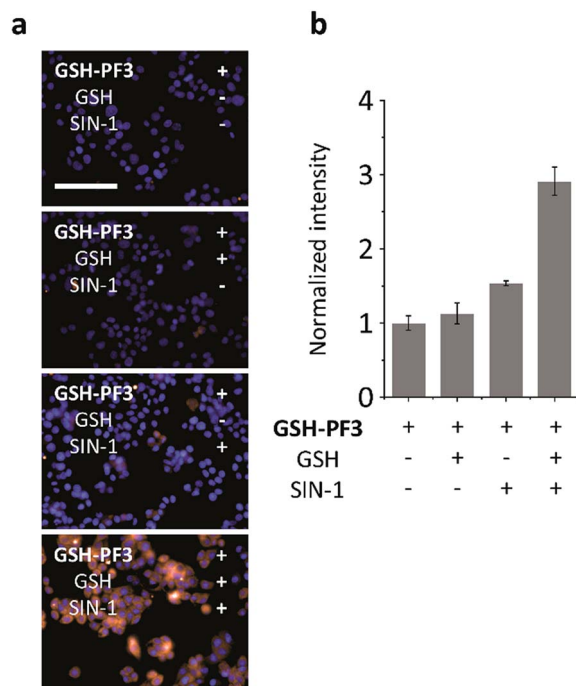 a
GSH-PF3 +
GSH -
SIN-1 -
GSH-PF3 +
GSH +
SIN-1 -
GSH-PF3 +
GSH -
SIN-1 +
GSH-PF3 +
GSH +
SIN-1 +
b
Normalized intensity
4
3
2
1
0
GSH-PF3 + + + +
GSH - + - +
SIN-1 - - + +